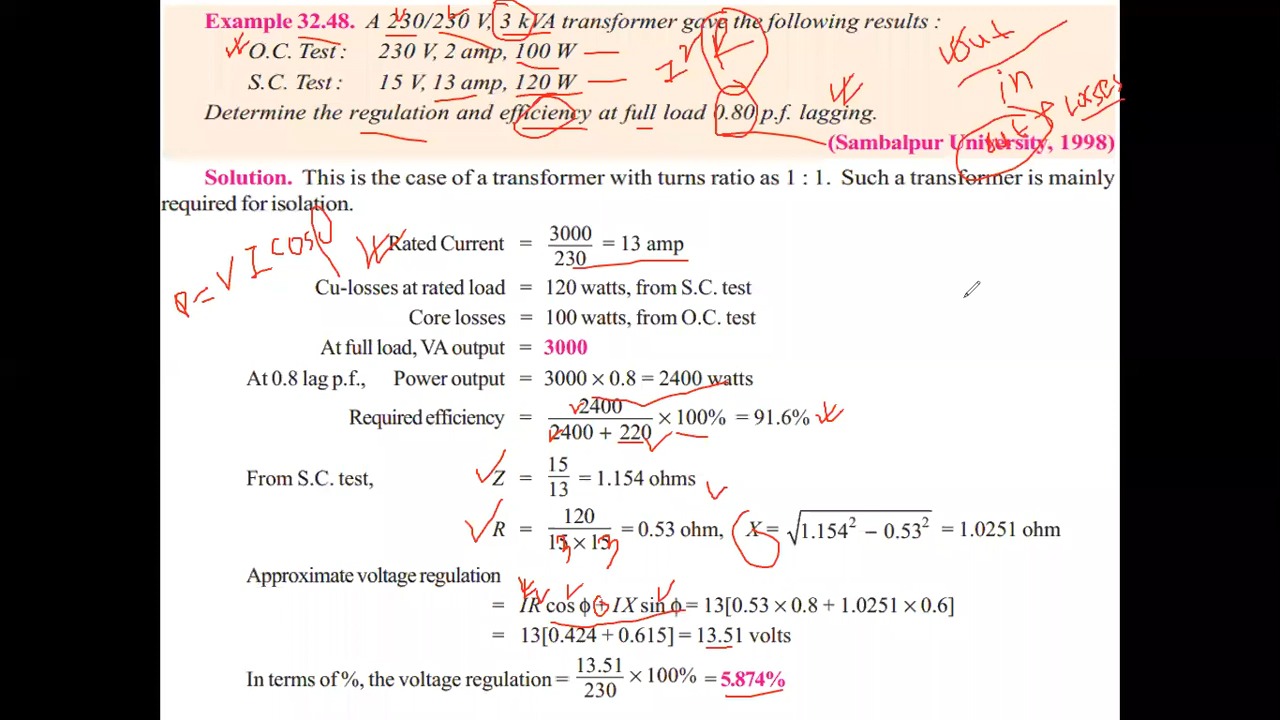 Example 32.48. A 230/230 V, 3 kVA transformer gave the following results :
O.C. Test : 230 V, 2 amp, 100 W
S.C. Test : 15 V, 13 amp, 120 W
I² R
out
in
out + LOSSES
Determine the regulation and efficiency at full load 0.80 p.f. lagging.
(Sambalpur University, 1998)
Solution. This is the case of a transformer with turns ratio as 1 : 1. Such a transformer is mainly
required for isolation.
Rated Current = 3000/230 = 13 amp
= V I cos
Cu-losses at rated load = 120 watts, from S.C. test
Core losses = 100 watts, from O.C. test
At full load, VA output = 3000
At 0.8 lag p.f., Power output = 3000 × 0.8 = 2400 watts
Required efficiency = 2400/(2400 + 220) × 100% = 91.6%
From S.C. test, Z = 15/13 = 1.154 ohms
R = 120/(13 × 13) = 0.53 ohm, X = √(1.154² − 0.53²) = 1.0251 ohm
Approximate voltage regulation
= IR cos ϕ + IX sin ϕ = 13[0.53 × 0.8 + 1.0251 × 0.6]
= 13[0.424 + 0.615] = 13.51 volts
In terms of %, the voltage regulation = 13.51/230 × 100% = 5.874%